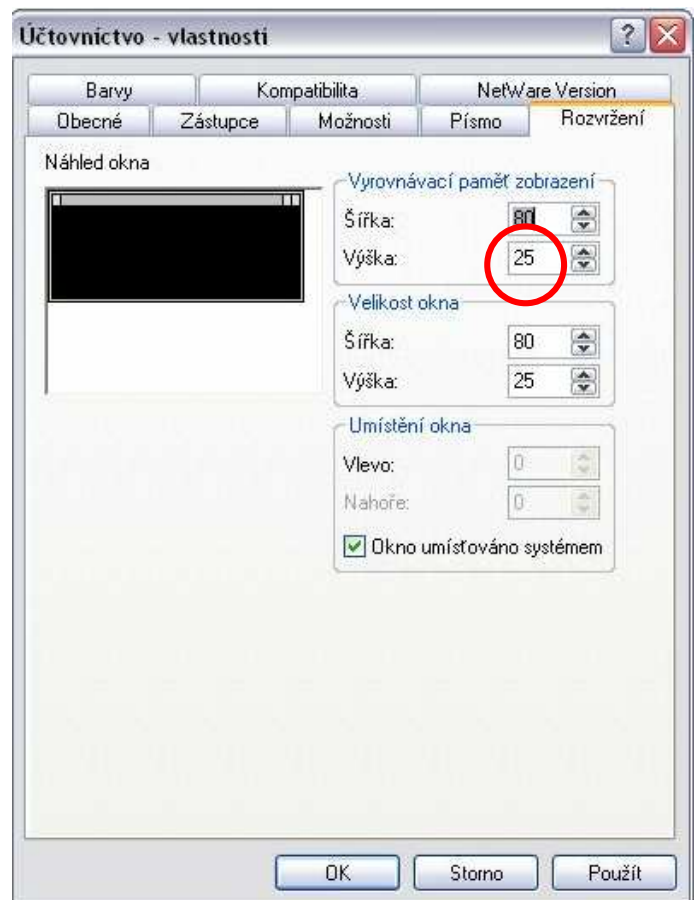 Účtovníctvo - vlastnosti
Barvy Kompatibilita NetWare Version
Obecné Zástupce Možnosti Písmo Rozvržení
Náhled okna
Vyrovnávací paměť zobrazení
Šířka: 80
Výška: 25
Velikost okna
Šířka: 80
Výška: 25
Umístění okna
Vlevo: 0
Nahoře: 0
Okno umísťováno systémem
OK Storno Použít